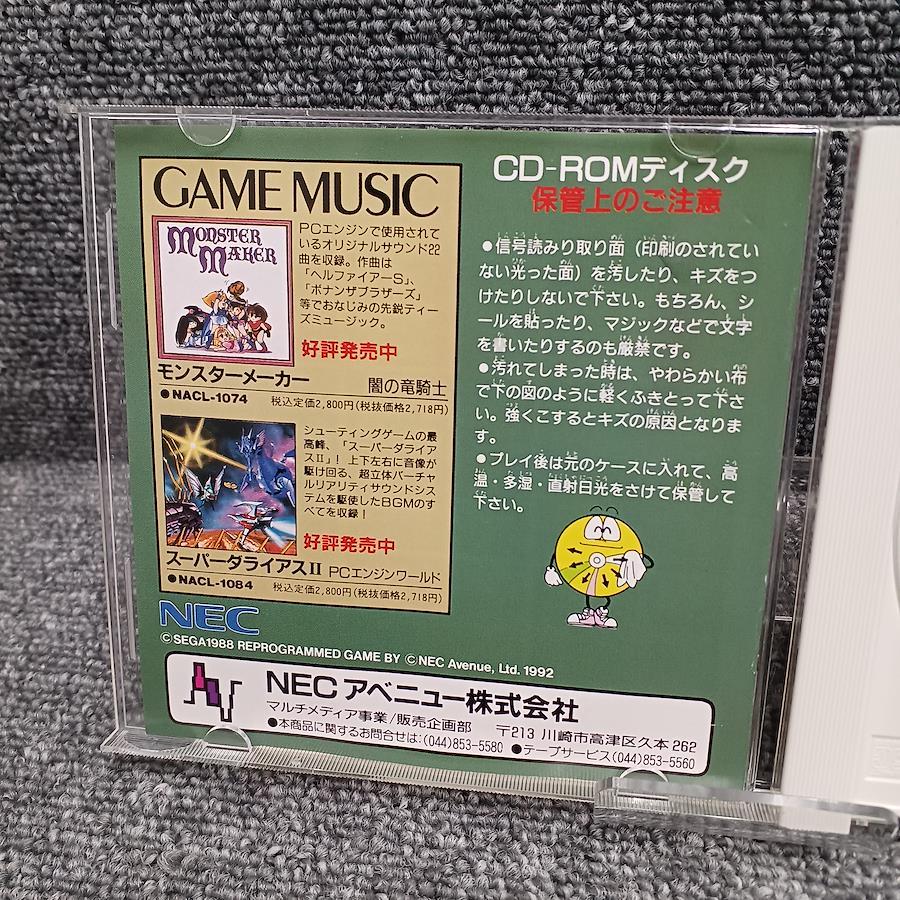 GAME MUSIC
MONSTER
MAKER
PCエンジンで使用されて
いるオリジナルサウンド22
曲を収録。作曲は
「ヘルファイアーS」、
「ボナンザブラザーズ」
等でおなじみの先鋭ティー
ズミュージック。
好評発売中
モンスターメーカー 闇の竜騎士
●NACL-1074 税込定価2,800円(税抜価格2,718円)
シューティングゲームの最
高峰、「スーパーダライア
スII」！上下左右に音像が
駆け回る、超立体バーチャ
ルリアリティサウンドシス
テムを駆使したBGMのす
べてを収録！
好評発売中
スーパーダライアスII PCエンジンワールド
●NACL-1084 税込定価2,800円(税抜価格2,718円)
CD-ROMディスク
保管上のご注意
●信号読みり取り面（印刷のされてい
ない光った面）を汚したり、キズをつ
けたりしないで下さい。もちろん、シ
ールを貼ったり、マジックなどで文字
を書いたりするのも厳禁です。
●汚れてしまった時は、やわらかい布
で下の図のように軽くふきとって下さ
い。強くこするとキズの原因となりま
す。
●プレイ後は元のケースに入れて、高
温・多湿・直射日光をさけて保管して
下さい。
NEC
©SEGA1988 REPROGRAMMED GAME BY ©NEC Avenue, Ltd. 1992
NECアベニュー株式会社
マルチメディア事業/販売企画部 〒213 川崎市高津区久本262
●本商品に関するお問合せは:(044)853-5580 ●テープサービス(044)853-5560